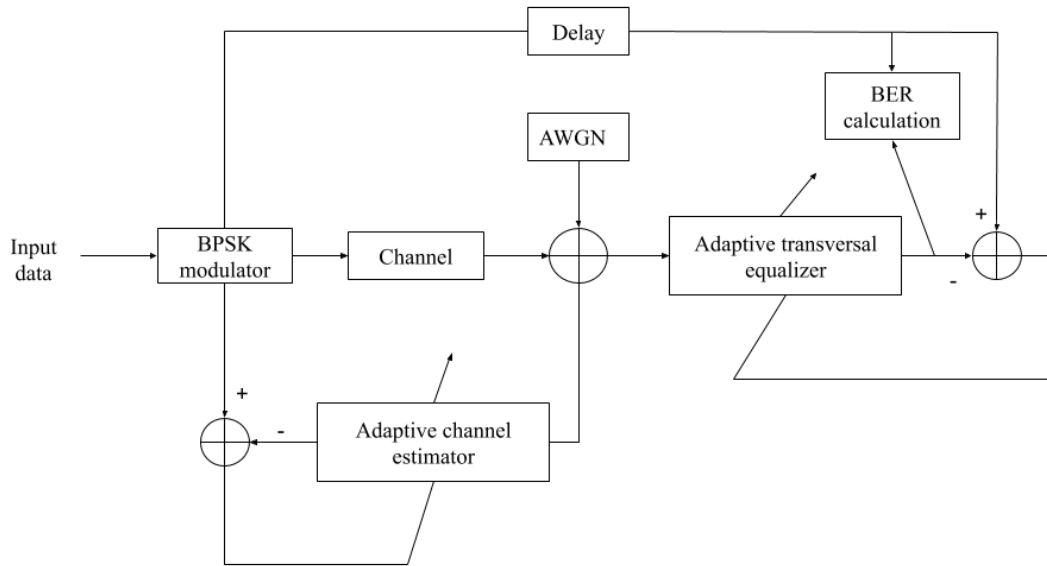 Delay
BER
calculation
AWGN
+
Input
data
BPSK
modulator
Channel
Adaptive transversal
equalizer
-
+
-
Adaptive channel
estimator